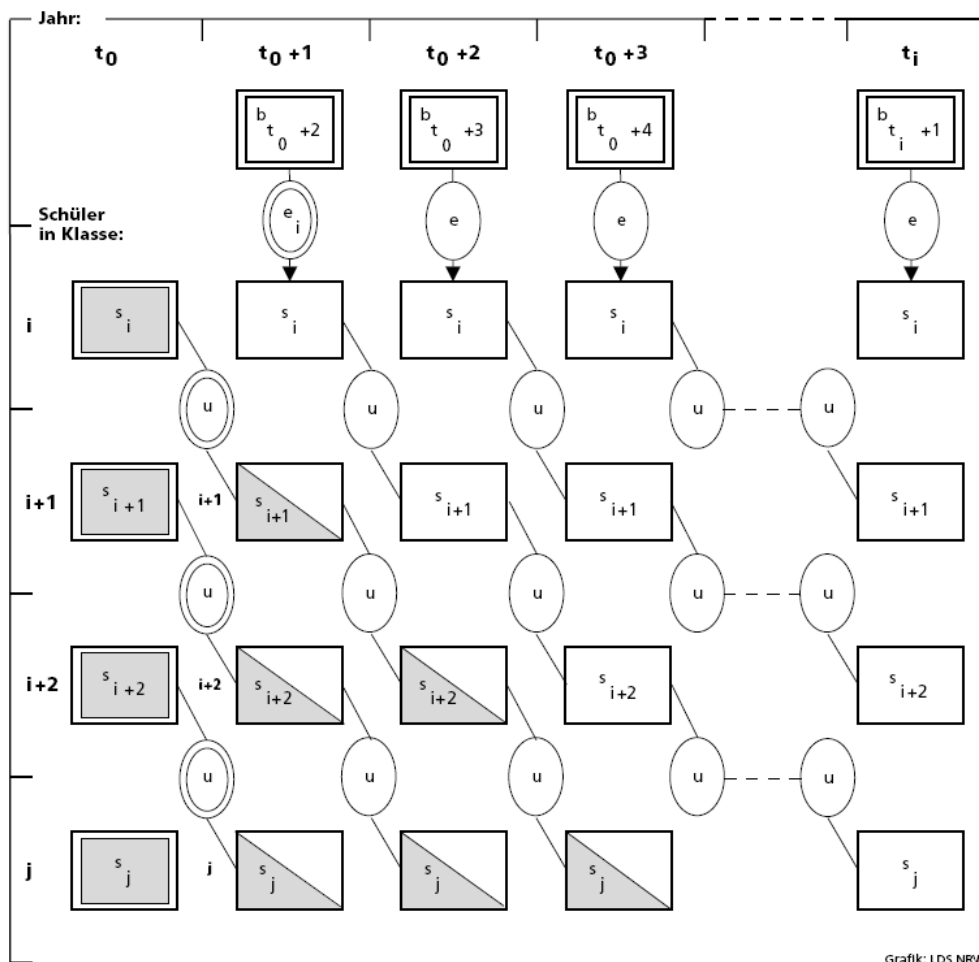 Jahr:
t0 t0 +1 t0 +2 t0 +3 ti
b t0 +2 b t0 +3 b t0 +4 b ti +1
Schüler
in Klasse:
ei e e e
i si si si si si
u u u u u
i+1 si+1 i+1 si+1 si+1 si+1 si+1
u u u u u
i+2 si+2 i+2 si+2 si+2 si+2 si+2
u u u u u
j sj j sj sj sj sj
Grafik: LDS NRW